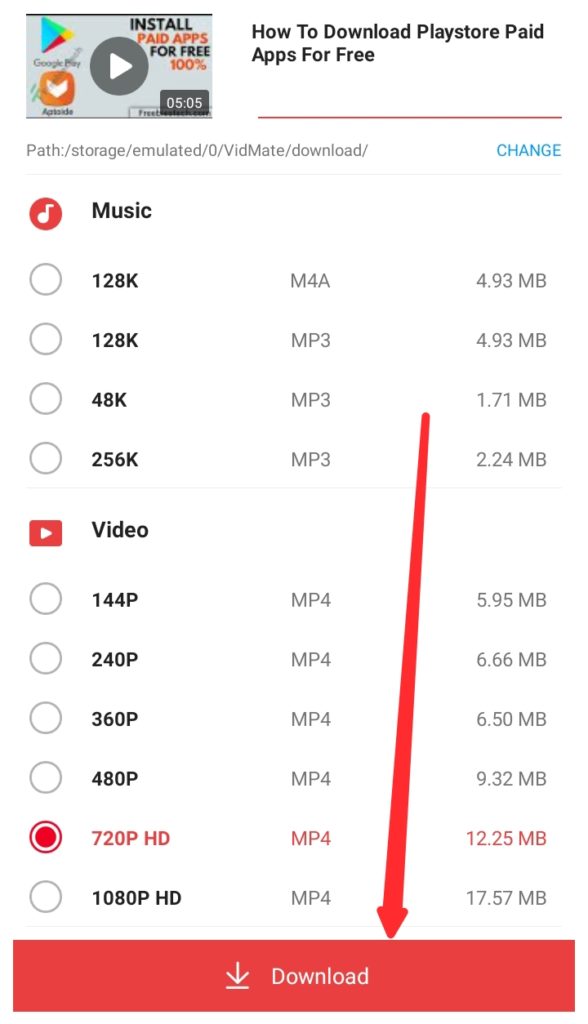 INSTALL
PAID APPS
FOR FREE
100%
Google Play
Aptoide
05:05
Freebiestech.com
How To Download Playstore Paid
Apps For Free
Path:/storage/emulated/0/VidMate/download/ CHANGE
Music
128K M4A 4.93 MB
128K MP3 4.93 MB
48K MP3 1.71 MB
256K MP3 2.24 MB
Video
144P MP4 5.95 MB
240P MP4 6.66 MB
360P MP4 6.50 MB
480P MP4 9.32 MB
720P HD MP4 12.25 MB
1080P HD MP4 17.57 MB
Download